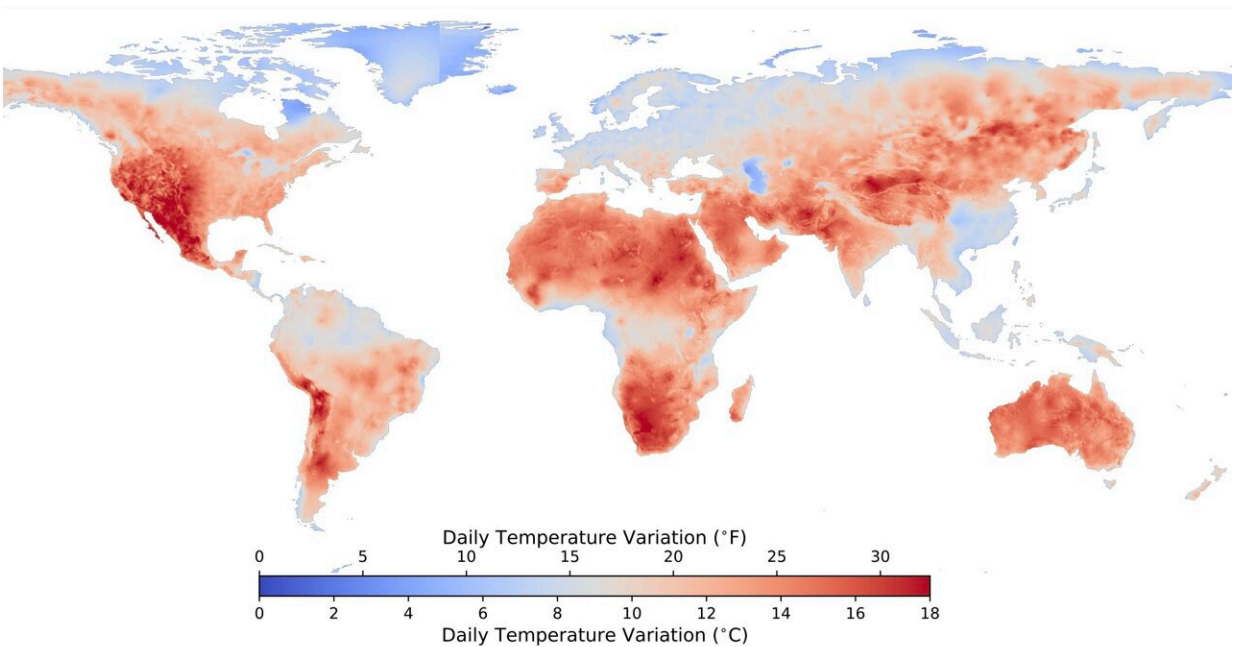 Daily Temperature Variation (°F)
0 5 10 15 20 25 30
0 2 4 6 8 10 12 14 16 18
Daily Temperature Variation (°C)